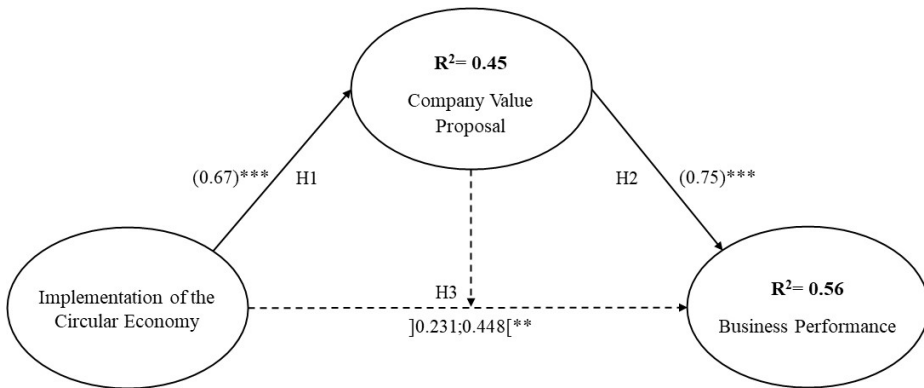 R²= 0.45
Company Value
Proposal
(0.67)***
H1
H2
(0.75)***
Implementation of the
Circular Economy
H3
]0.231;0.448[**
R²= 0.56
Business Performance